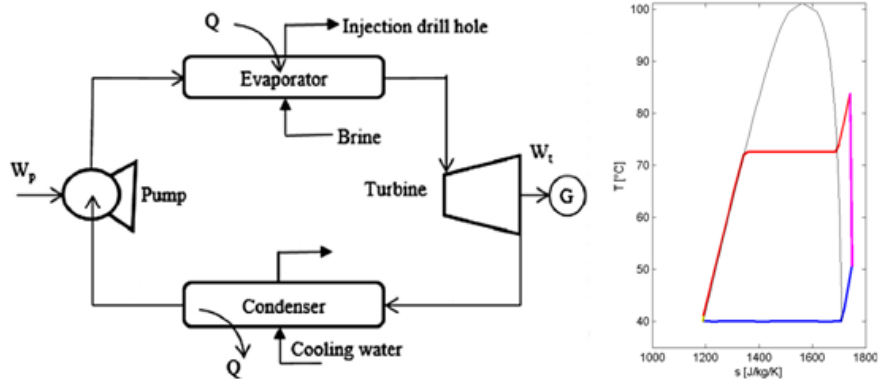 Q
Injection drill hole
Evaporator
Brine
Wp
Pump
Turbine
Wt
G
Condenser
Q
Cooling water
100
90
80
70
60
50
40
T [°C]
1000 1200 1400 1600 1800
s [J/kg/K]